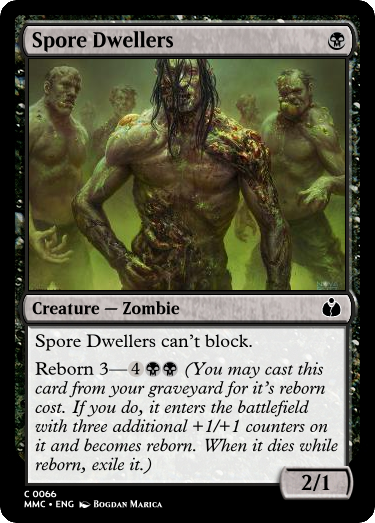 Spore Dwellers
Creature — Zombie
Spore Dwellers can't block.
Reborn 3—4 (You may cast this
card from your graveyard for it's reborn
cost. If you do, it enters the battlefield
with three additional +1/+1 counters on
it and becomes reborn. When it dies while
reborn, exile it.)
2/1
C 0066
MMC • ENG Bogdan Marica